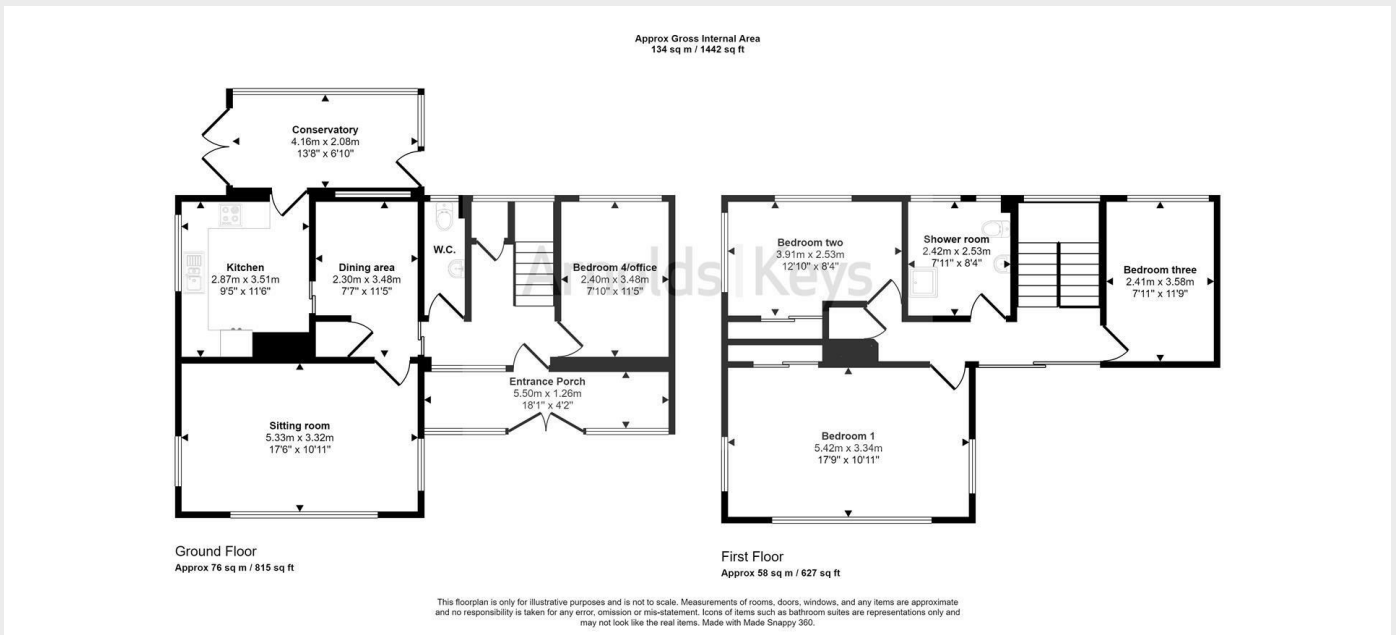 Approx Gross Internal Area
134 sq m / 1442 sq ft
Conservatory
4.16m x 2.08m
13'8" x 6'10"
Kitchen
2.87m x 3.51m
9'5" x 11'6"
Dining area
2.30m x 3.48m
7'7" x 11'5"
W.C.
Bedroom 4/office
2.40m x 3.48m
7'10" x 11'5"
Entrance Porch
5.50m x 1.26m
18'1" x 4'2"
Sitting room
5.33m x 3.32m
17'6" x 10'11"
Ground Floor
Approx 76 sq m / 815 sq ft
Arnolds|Keys
Bedroom two
3.91m x 2.53m
12'10" x 8'4"
Shower room
2.42m x 2.53m
7'11" x 8'4"
Bedroom three
2.41m x 3.58m
7'11" x 11'9"
Bedroom 1
5.42m x 3.34m
17'9" x 10'11"
First Floor
Approx 58 sq m / 627 sq ft
This floorplan is only for illustrative purposes and is not to scale. Measurements of rooms, doors, windows, and any items are approximate
and no responsibility is taken for any error, omission or mis-statement. Icons of items such as bathroom suites are representations only and
may not look like the real items. Made with Made Snappy 360.